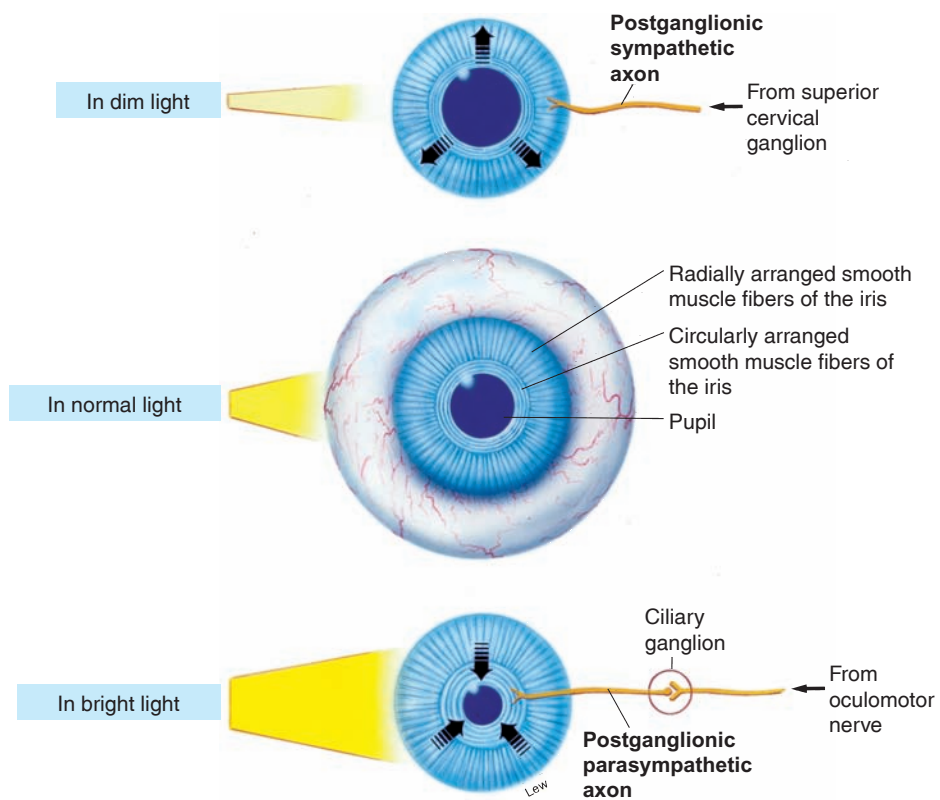 Postganglionic
sympathetic
axon
In dim light
From superior
cervical
ganglion
Radially arranged smooth
muscle fibers of the iris
Circularly arranged
smooth muscle fibers of
the iris
In normal light
Pupil
Ciliary
ganglion
From
oculomotor
nerve
In bright light
Postganglionic
parasympathetic
axon
Lew